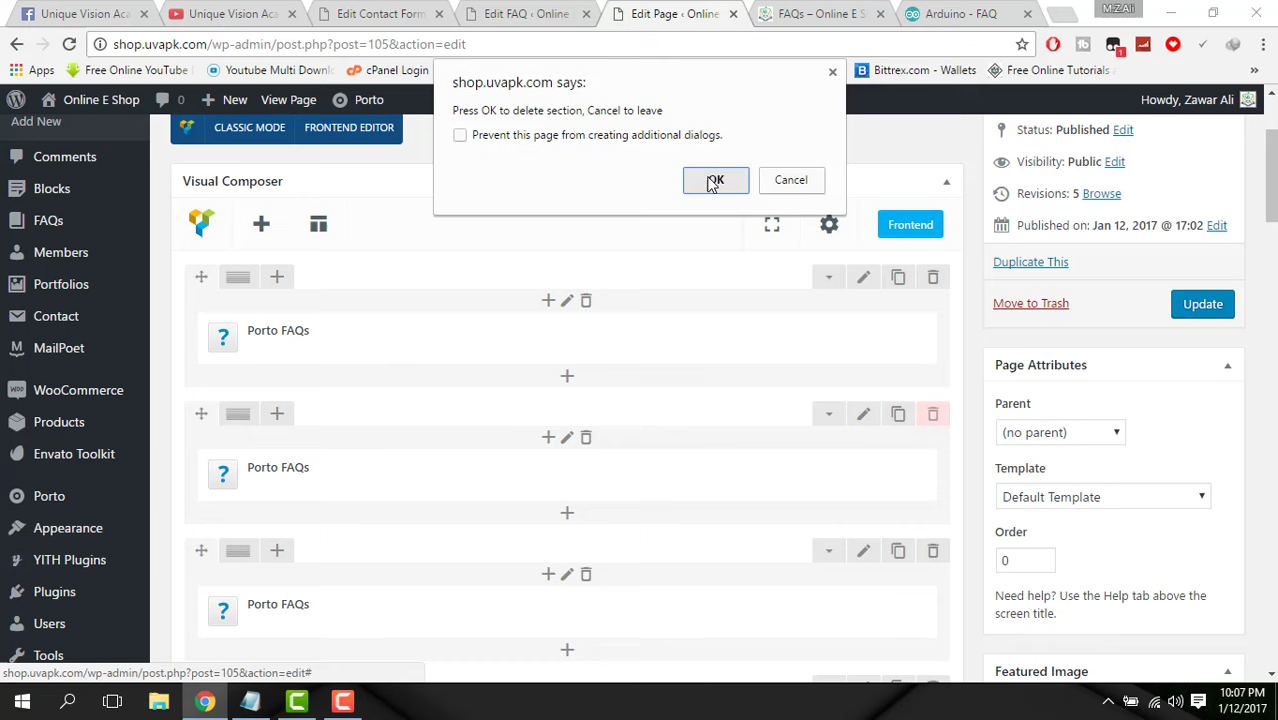 Unique Vision Aca
Unique Vision Aca
Edit Contact Form
Edit FAQ ‹ Online
Edit Page ‹ Online
FAQs – Online E S
Arduino - FAQ
M.Z.Ali
shop.uvapk.com/wp-admin/post.php?post=105&action=edit
Apps
Free Online Tutorials
Youtube Multi Downl
cPanel Login
Bittrex.com - Wallets
Free Online Tutorials
»
Online E Shop
0
New
View Page
Porto
Howdy, Zawar Ali
shop.uvapk.com says:
Press OK to delete section, Cancel to leave
Prevent this page from creating additional dialogs.
OK
Cancel
Add New
Comments
Blocks
FAQs
Members
Portfolios
Contact
MailPoet
WooCommerce
Products
Envato Toolkit
Porto
Appearance
YITH Plugins
Plugins
Users
Tools
CLASSIC MODE
FRONTEND EDITOR
Visual Composer
Frontend
Porto FAQs
Porto FAQs
Porto FAQs
Status: Published Edit
Visibility: Public Edit
Revisions: 5 Browse
Published on: Jan 12, 2017 @ 17:02 Edit
Duplicate This
Move to Trash
Update
Page Attributes
Parent
(no parent)
Template
Default Template
Order
0
Need help? Use the Help tab above the
screen title.
Featured Image
shop.uvapk.com/wp-admin/post.php?post=105&action=edit#
10:07 PM
1/12/2017